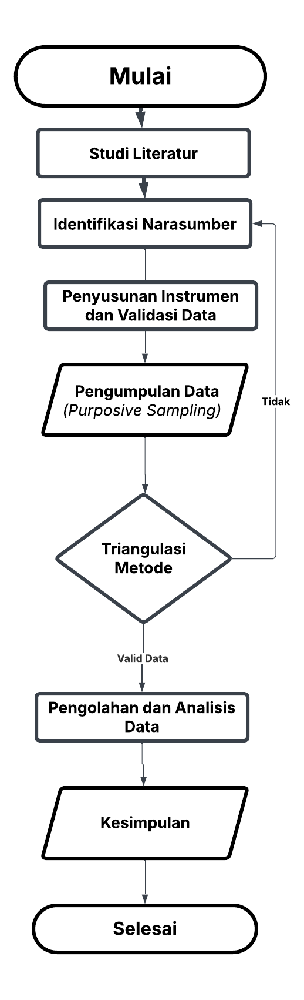 Mulai
Studi Literatur
Identifikasi Narasumber
Penyusunan Instrumen
dan Validasi Data
Pengumpulan Data
(Purposive Sampling)
Tidak
Triangulasi
Metode
Valid Data
Pengolahan dan Analisis
Data
Kesimpulan
Selesai